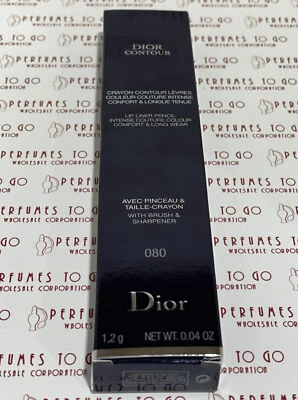 DIOR
CONTOUR
CRAYON CONTOUR LÈVRES
COULEUR COUTURE INTENSE
CONFORT & LONGUE TENUE
LIP LINER PENCIL
INTENSE COUTURE COLOUR
COMFORT & LONG WEAR
AVEC PINCEAU &
TAILLE-CRAYON
WITH BRUSH &
SHARPENER
080
Dior
1,2 g NET WT. 0.04 OZ
PERFUMES TO GO
WHOLESALE CORPORATION